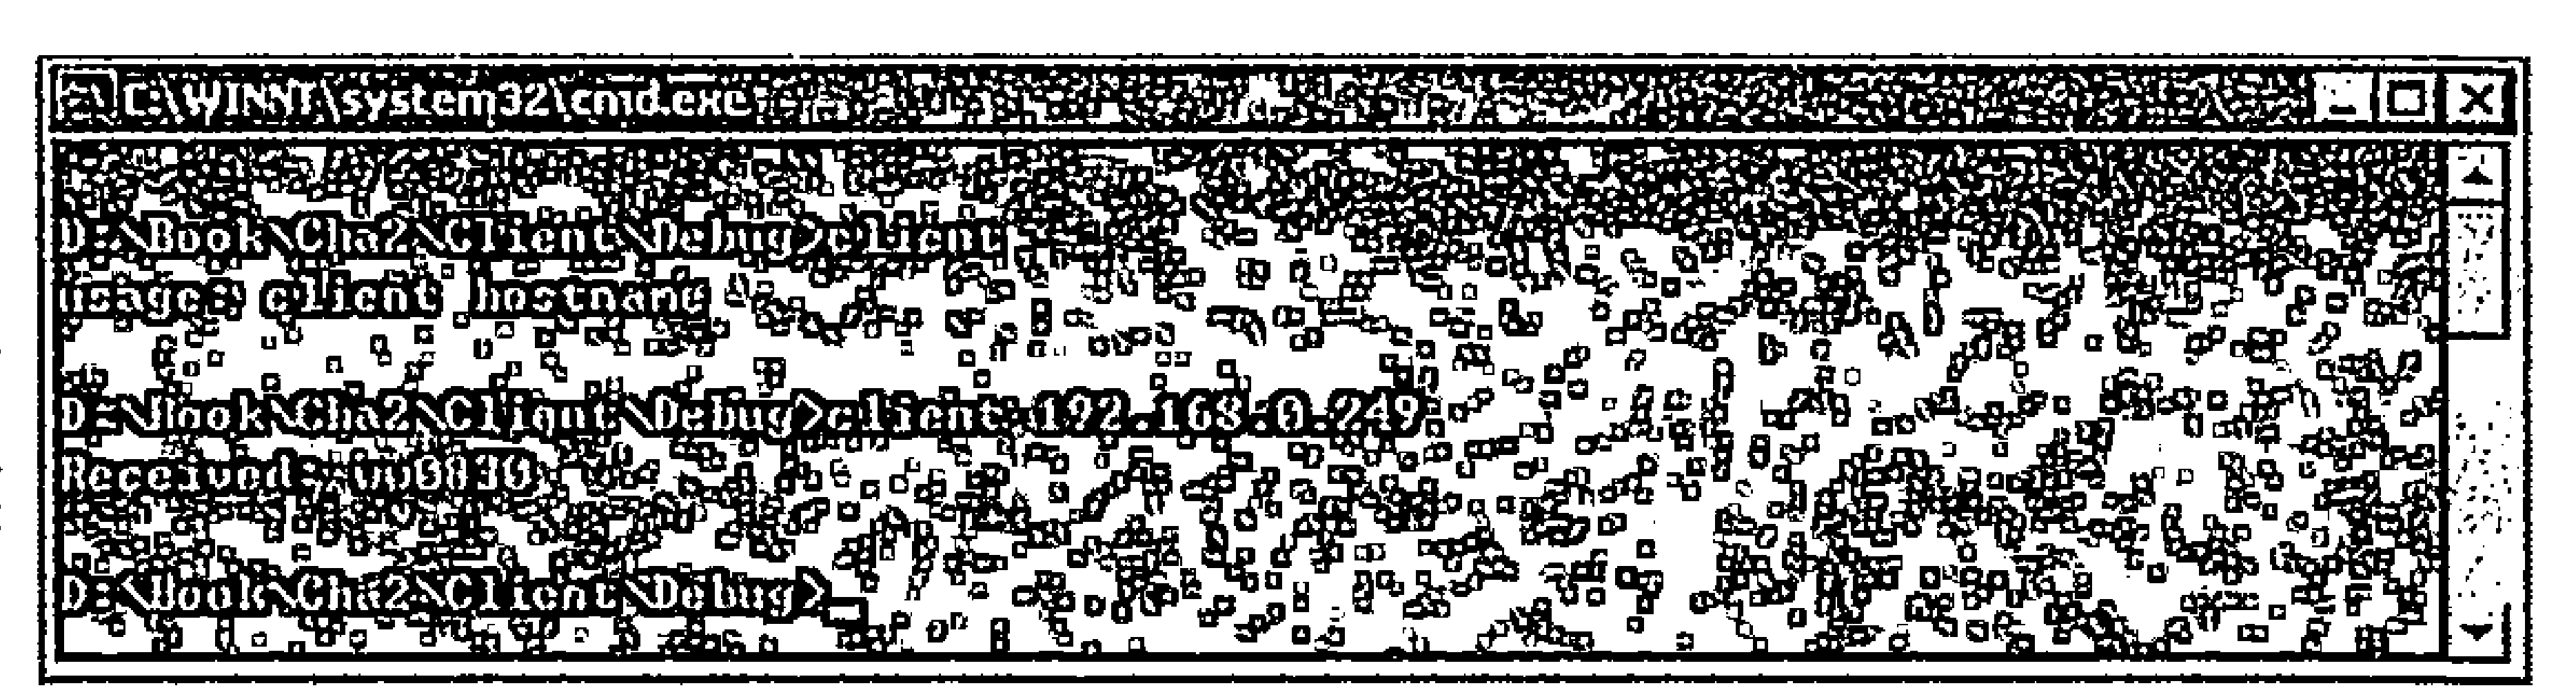 C:\WINNT\system32\cmd.exe
D:\Book\Cha2\Client\Debug>client
usage: client hostname
D:\Book\Cha2\Client\Debug>client 192.168.0.249
Received:
D:\Book\Cha2\Client\Debug>_